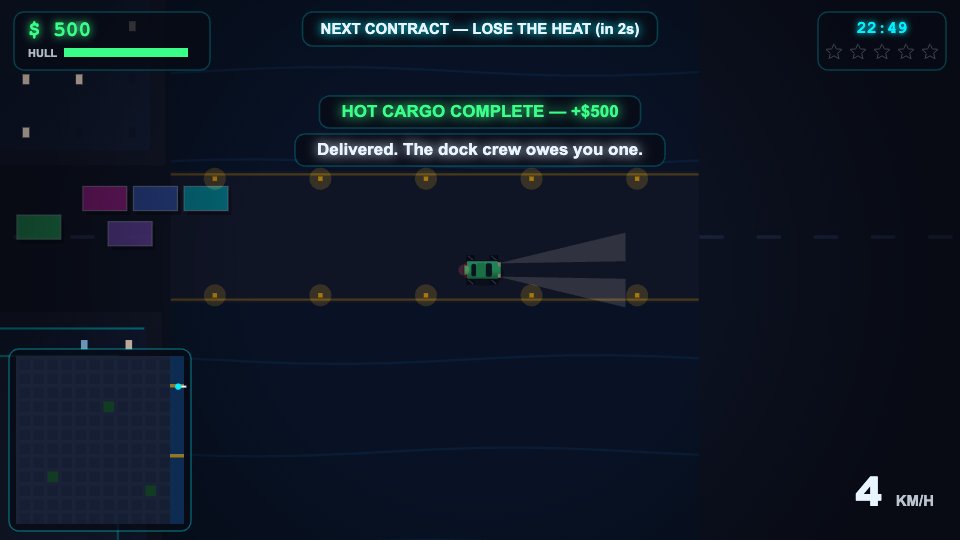 $ 500
HULL
NEXT CONTRACT — LOSE THE HEAT (in 2s)
22:49
HOT CARGO COMPLETE — +$500
Delivered. The dock crew owes you one.
4 KM/H